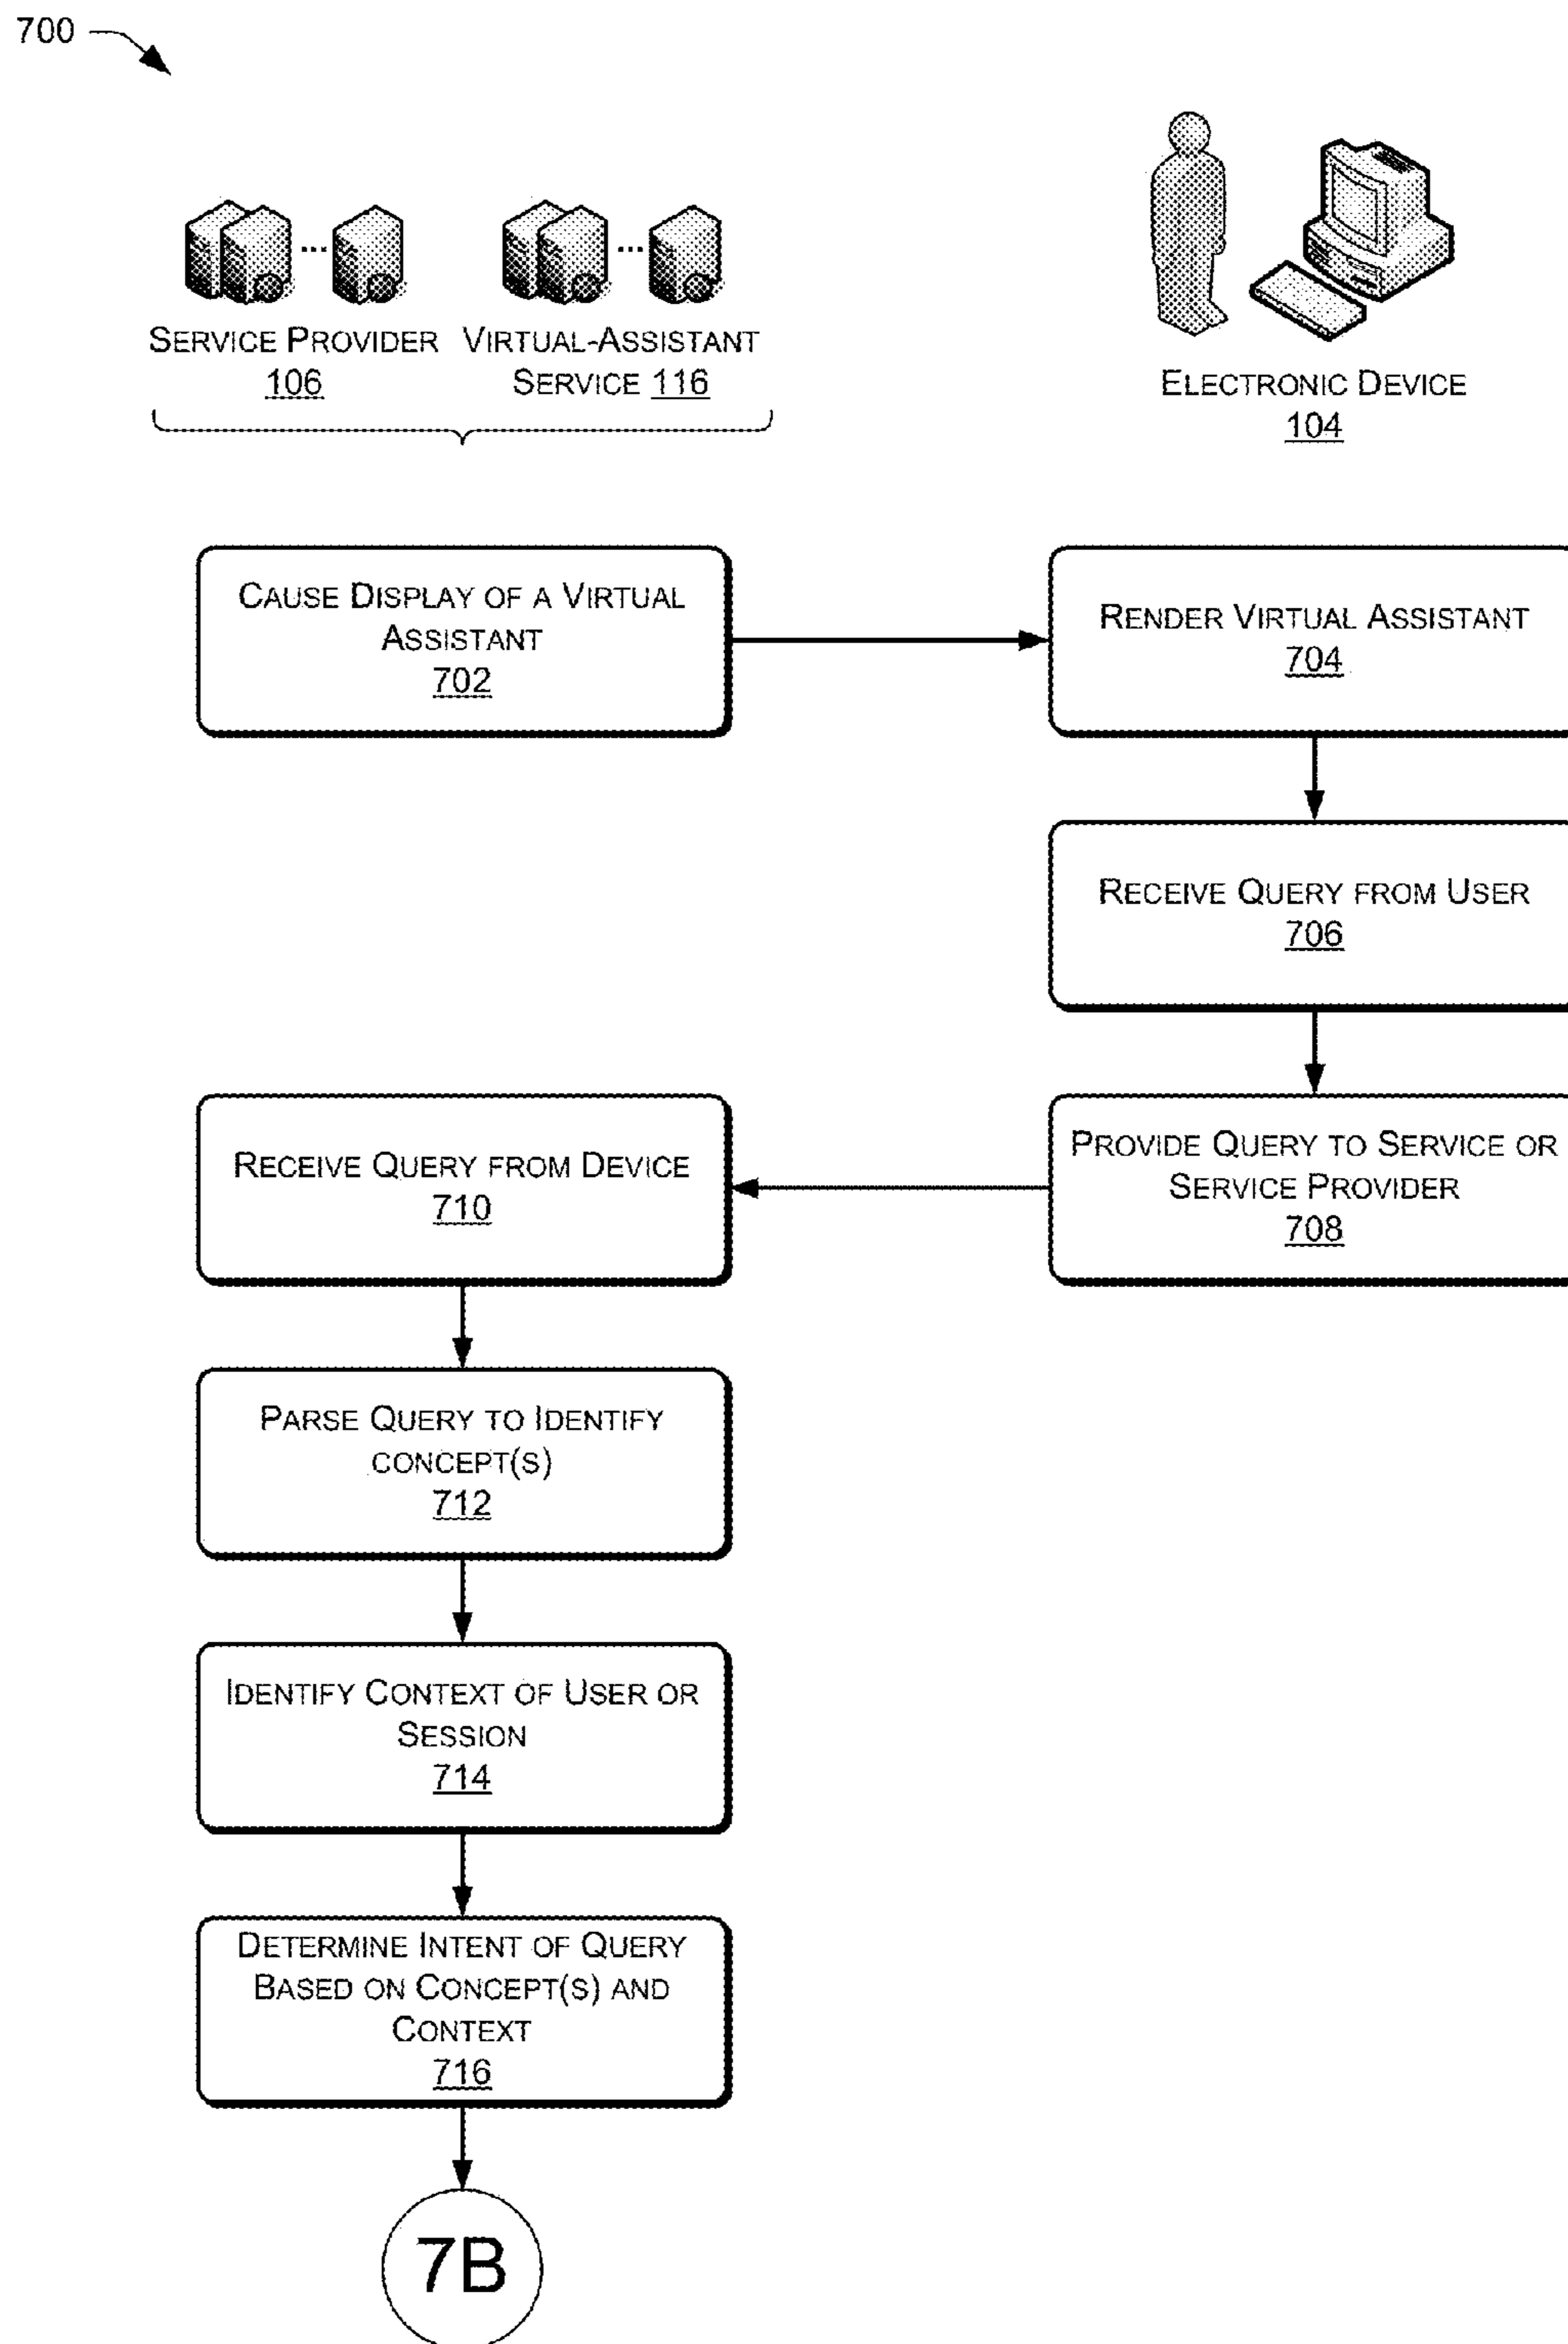 700
SERVICE PROVIDER
106
VIRTUAL-ASSISTANT
SERVICE 116
ELECTRONIC DEVICE
104
CAUSE DISPLAY OF A VIRTUAL
ASSISTANT
702
RENDER VIRTUAL ASSISTANT
704
RECEIVE QUERY FROM USER
706
PROVIDE QUERY TO SERVICE OR
SERVICE PROVIDER
708
RECEIVE QUERY FROM DEVICE
710
PARSE QUERY TO IDENTIFY
CONCEPT(S)
712
IDENTIFY CONTEXT OF USER OR
SESSION
714
DETERMINE INTENT OF QUERY
BASED ON CONCEPT(S) AND
CONTEXT
716
7B